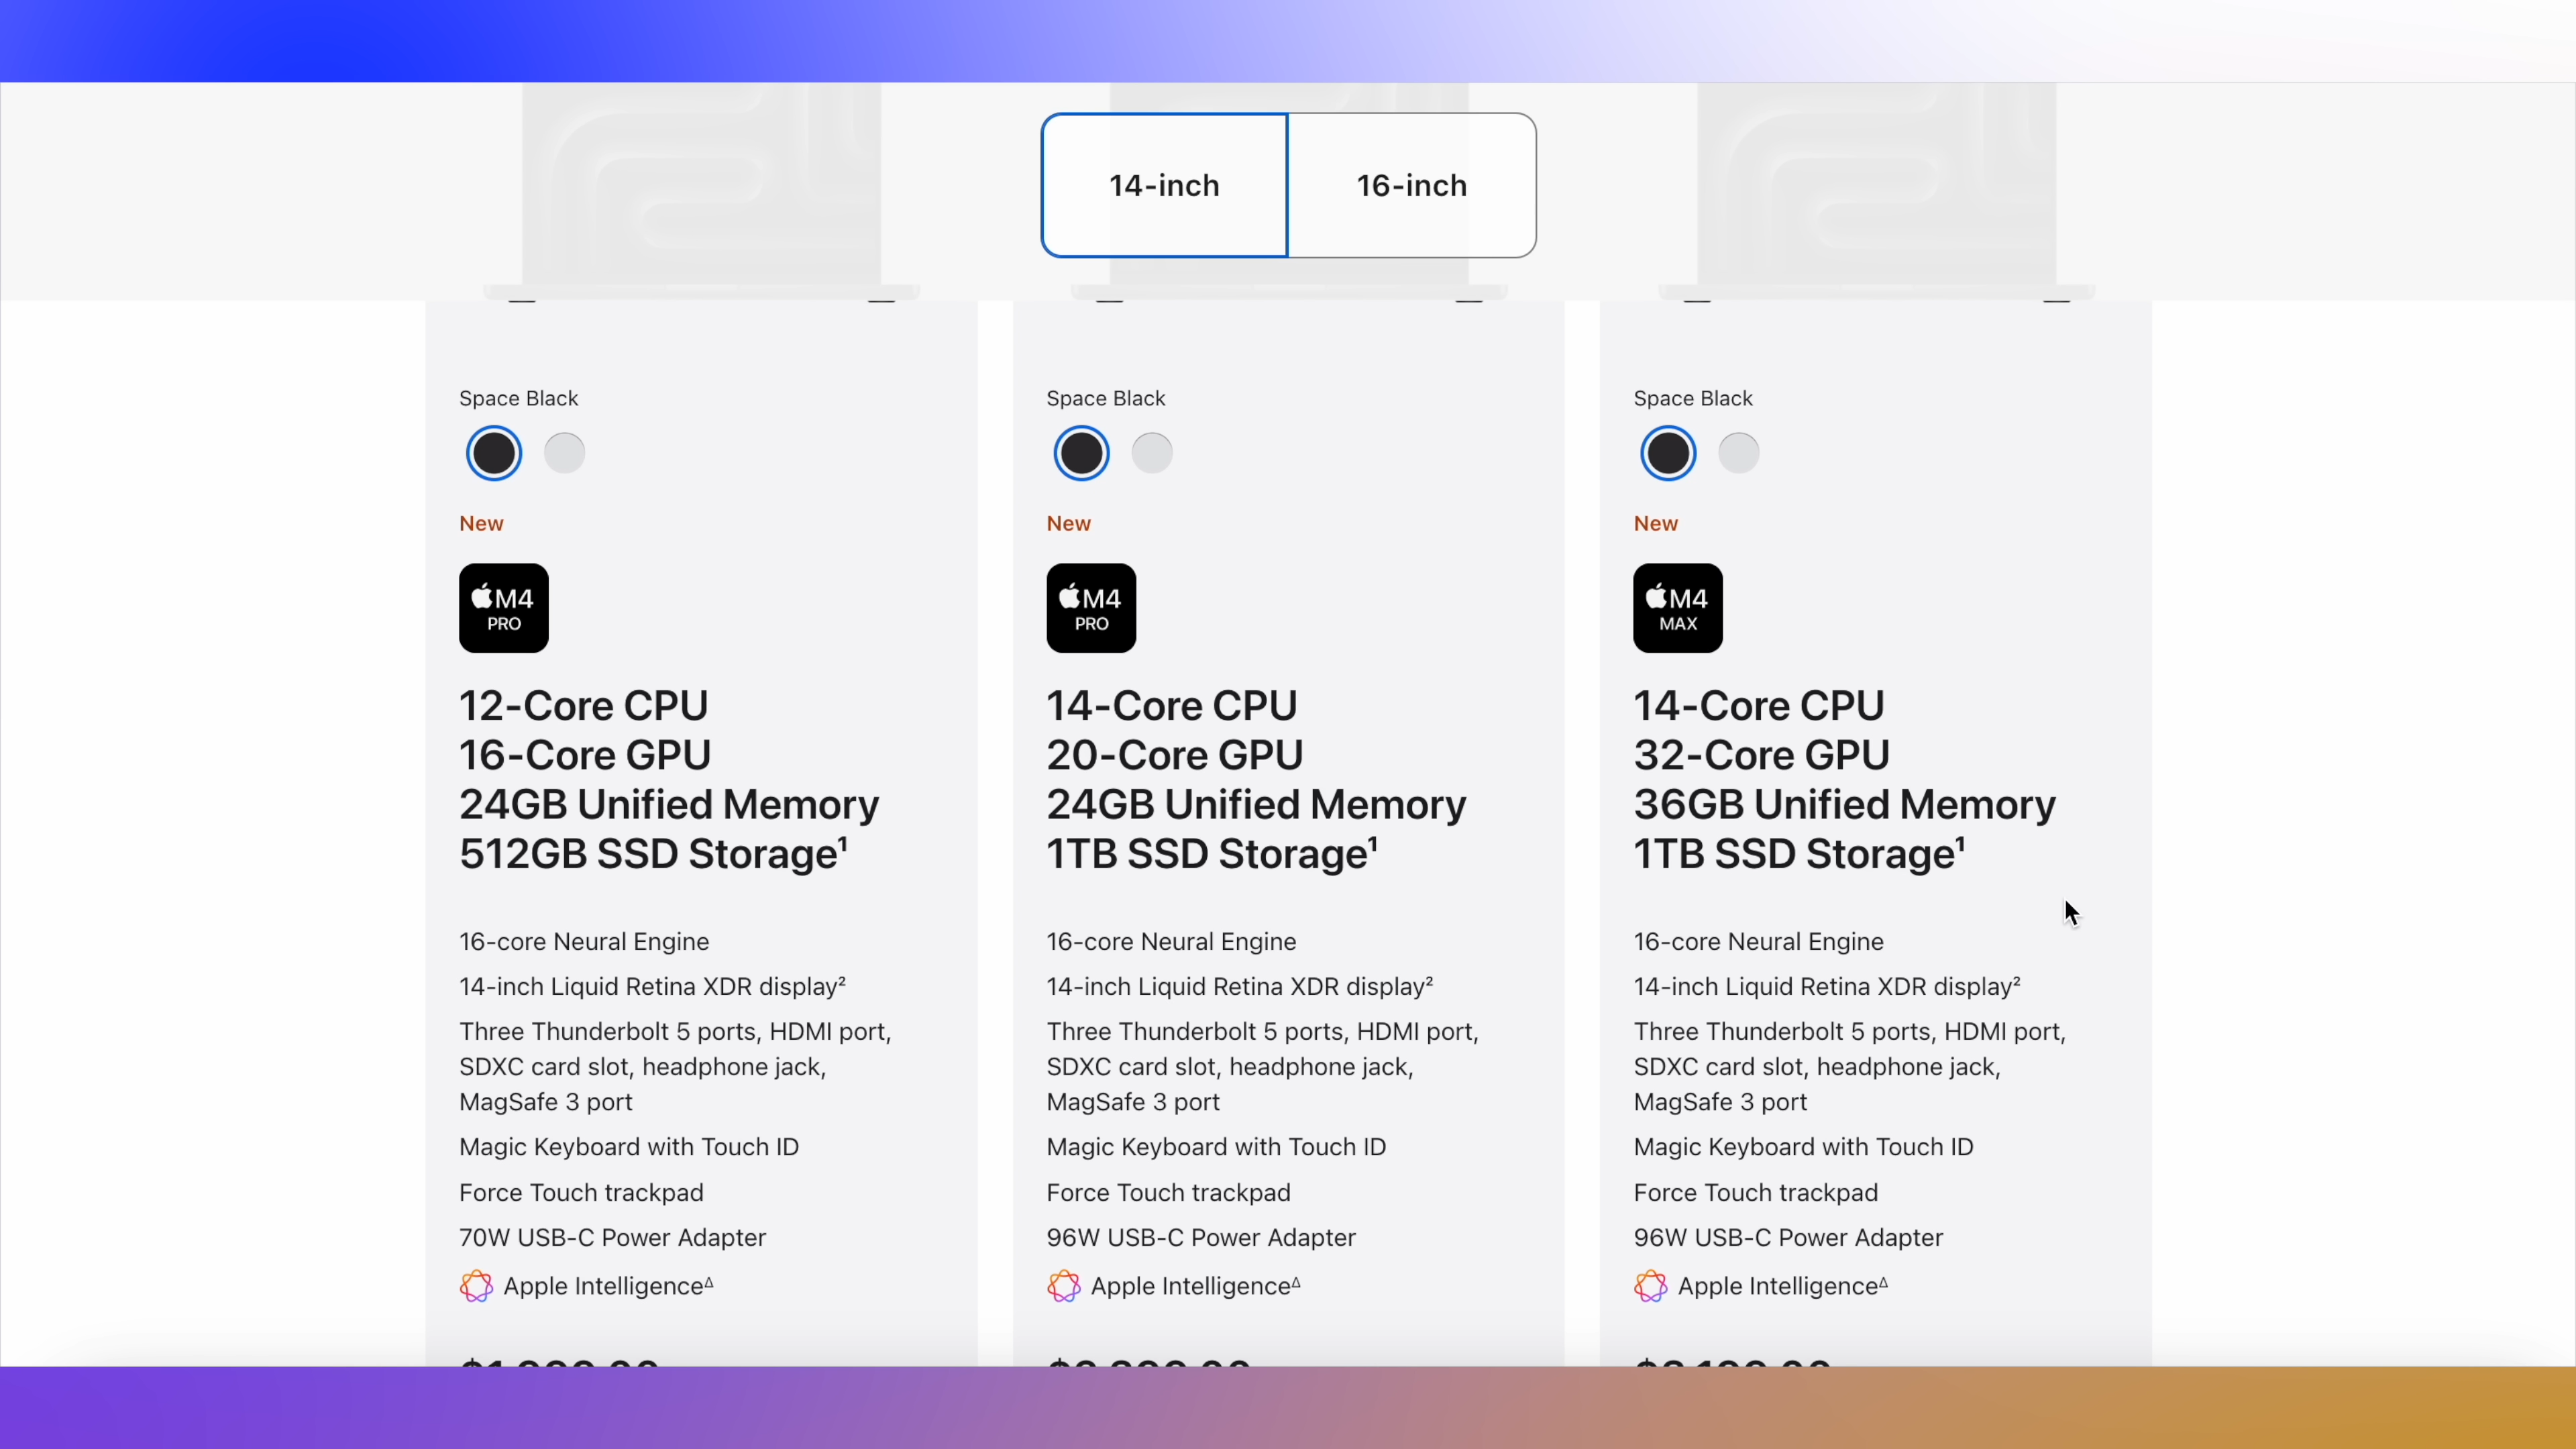 14-inch
16-inch
Space Black
New
M4
PRO
12-Core CPU
16-Core GPU
24GB Unified Memory
512GB SSD Storage¹
16-core Neural Engine
14-inch Liquid Retina XDR display²
Three Thunderbolt 5 ports, HDMI port,
SDXC card slot, headphone jack,
MagSafe 3 port
Magic Keyboard with Touch ID
Force Touch trackpad
70W USB-C Power Adapter
Apple Intelligence∆
Space Black
New
M4
PRO
14-Core CPU
20-Core GPU
24GB Unified Memory
1TB SSD Storage¹
16-core Neural Engine
14-inch Liquid Retina XDR display²
Three Thunderbolt 5 ports, HDMI port,
SDXC card slot, headphone jack,
MagSafe 3 port
Magic Keyboard with Touch ID
Force Touch trackpad
96W USB-C Power Adapter
Apple Intelligence∆
Space Black
New
M4
MAX
14-Core CPU
32-Core GPU
36GB Unified Memory
1TB SSD Storage¹
16-core Neural Engine
14-inch Liquid Retina XDR display²
Three Thunderbolt 5 ports, HDMI port,
SDXC card slot, headphone jack,
MagSafe 3 port
Magic Keyboard with Touch ID
Force Touch trackpad
96W USB-C Power Adapter
Apple Intelligence∆